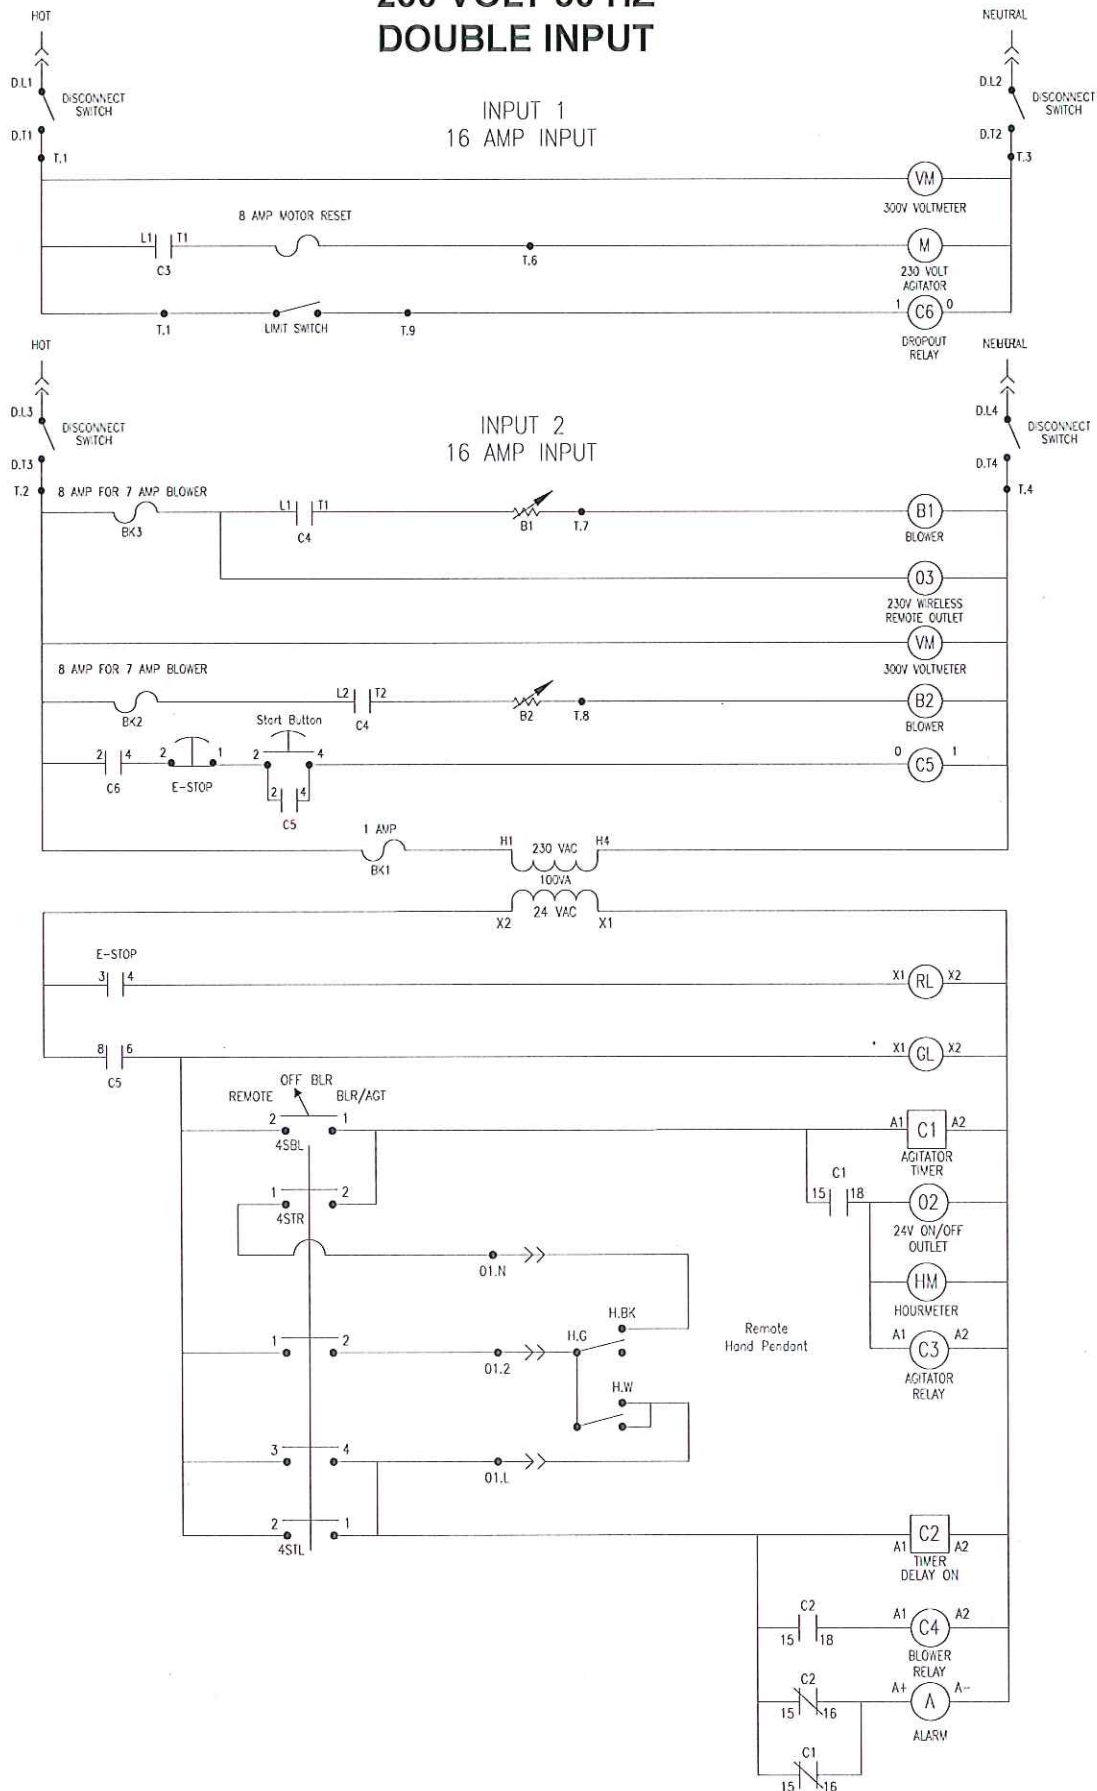 DOUBLE INPUT
HOT
NEUTRAL
D.L1
DISCONNECT
SWITCH
D.L2
DISCONNECT
SWITCH
INPUT 1
16 AMP INPUT
D.T1
D.T2
T.1
T.3
VM
300V VOLTMETER
8 AMP MOTOR RESET
L1 T1
C3
T.6
M
230 VOLT
AGITATOR
T.1
LIMIT SWITCH
T.9
1 C6 0
DROPOUT
RELAY
HOT
D.L3
DISCONNECT
SWITCH
D.L4
DISCONNECT
SWITCH
INPUT 2
16 AMP INPUT
D.T3
D.T4
T.2
T.4
8 AMP FOR 7 AMP BLOWER
BK3
L1 T1
C4
B1
T.7
B1
BLOWER
O3
230V WIRELESS
REMOTE OUTLET
VM
300V VOLTMETER
8 AMP FOR 7 AMP BLOWER
BK2
L2 T2
C4
B2
T.8
B2
BLOWER
Start Button
2 4
C6
2 1
E-STOP
2 4
2 4
C5
0 C5 1
1 AMP
BK1
H1 230 VAC H4
100VA
X2 24 VAC X1
E-STOP
3 4
X1 RL X2
8 6
C5
X1 GL X2
OFF BLR
REMOTE BLR/AGT
2 1
4SBL
A1 C1 A2
AGITATOR
TIMER
C1
15 18
O2
24V ON/OFF
OUTLET
1 2
4STR
01.N
HM
HOURMETER
H.BK
Remote
Hand Pendant
1 2
01.2
H.G
A1 C3 A2
AGITATOR
RELAY
H.W
3 4
01.L
2 1
4STL
C2
A1 A2
TIMER
DELAY ON
C2
15 18
A1 C4 A2
BLOWER
RELAY
C2
15 16
A+ A A-
ALARM
C1
15 16